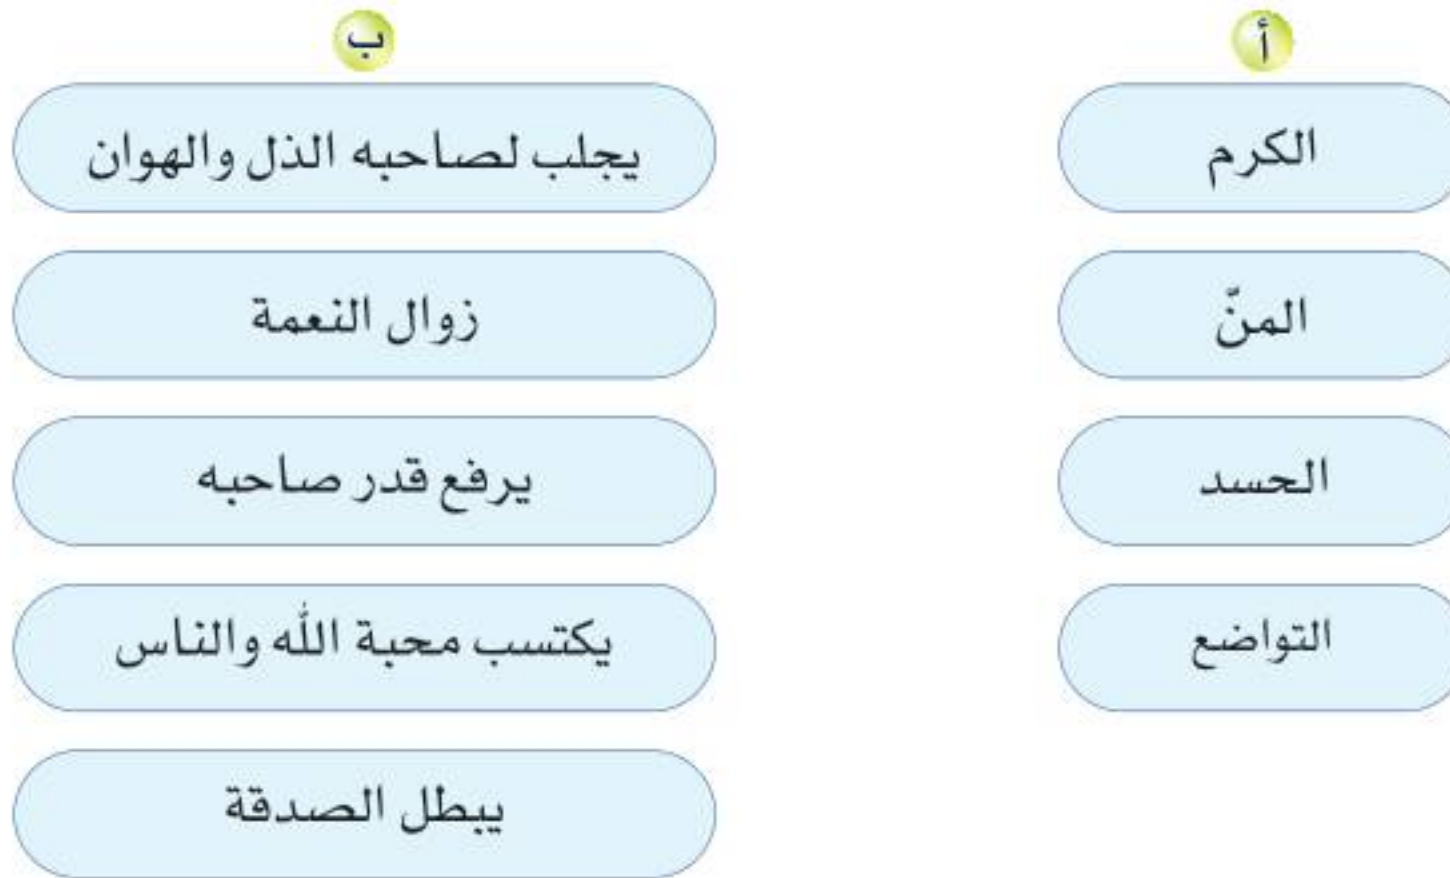 أ
ب
الكرم
يجلب لصاحبه الذل والهوان
المنّ
زوال النعمة
الحسد
يرفع قدر صاحبه
التواضع
يكتسب محبة الله والناس
يبطل الصدقة